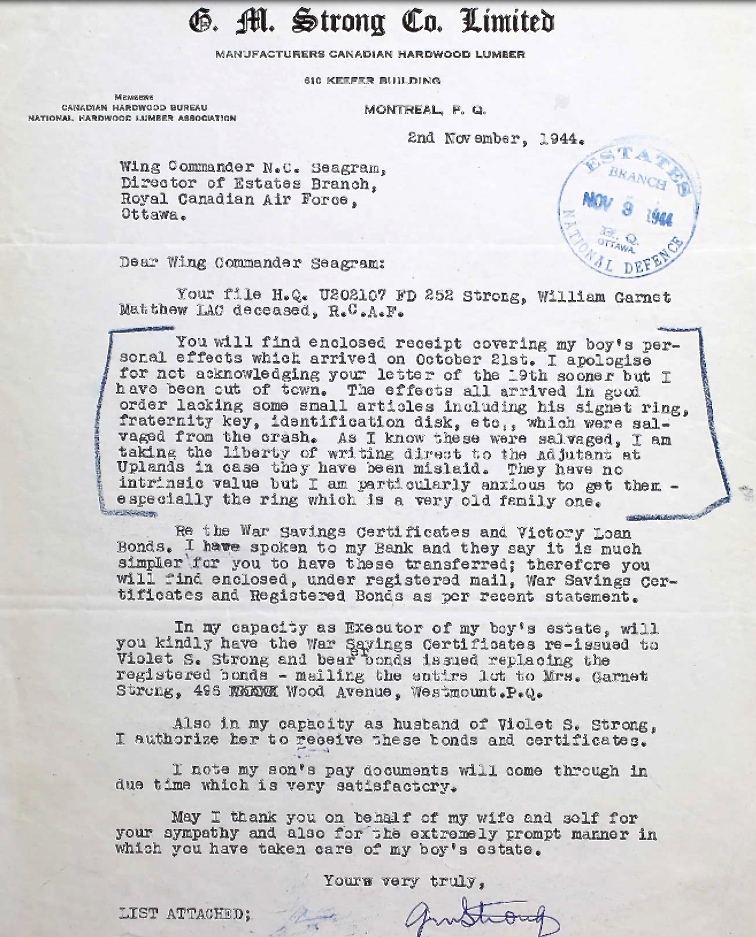 G. M. Strong Co. Limited
MANUFACTURERS CANADIAN HARDWOOD LUMBER
610 KEEFER BUILDING
MEMBERS
CANADIAN HARDWOOD BUREAU
NATIONAL HARDWOOD LUMBER ASSOCIATION
MONTREAL, P. Q.
2nd November, 1944.
ESTATES
BRANCH
NOV 9 1944
H.Q.
OTTAWA.
NATIONAL DEFENCE
Wing Commander N.C. Seagram,
Director of Estates Branch,
Royal Canadian Air Force,
Ottawa.
Dear Wing Commander Seagram:
Your file H.Q. U202107 FD 252 Strong, William Garnet
Matthew LAC deceased, R.C.A.F.
You will find enclosed receipt covering my boy's per-
sonal effects which arrived on October 21st. I apologise
for not acknowledging your letter of the 19th sooner but I
have been out of town. The effects all arrived in good
order lacking some small articles including his signet ring,
fraternity key, identification disk, etc., which were sal-
vaged from the crash. As I know these were salvaged, I am
taking the liberty of writing direct to the Adjutant at
Uplands in case they have been mislaid. They have no
intrinsic value but I am particularly anxious to get them -
especially the ring which is a very old family one.
Re the War Savings Certificates and Victory Loan
Bonds. I have spoken to my Bank and they say it is much
simpler for you to have these transferred; therefore you
will find enclosed, under registered mail, War Savings Cer-
tificates and Registered Bonds as per recent statement.
In my capacity as Executor of my boy's estate, will
you kindly have the War Savings Certificates re-issued to
Violet S. Strong and bearer bonds issued replacing the
registered bonds - mailing the entire lot to Mrs. Garnet
Strong, 496 XXXXX Wood Avenue, Westmount.P.Q.
Also in my capacity as husband of Violet S. Strong,
I authorize her to receive these bonds and certificates.
I note my son's pay documents will come through in
due time which is very satisfactory.
May I thank you on behalf of my wife and self for
your sympathy and also for the extremely prompt manner in
which you have taken care of my boy's estate.
Yours very truly,
LIST ATTACHED;
GMStrong